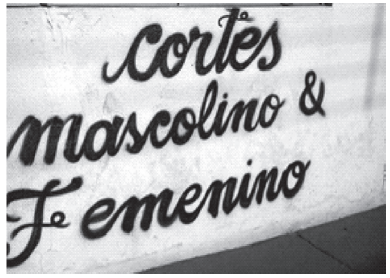 Cortes
mascolino &
Femenino